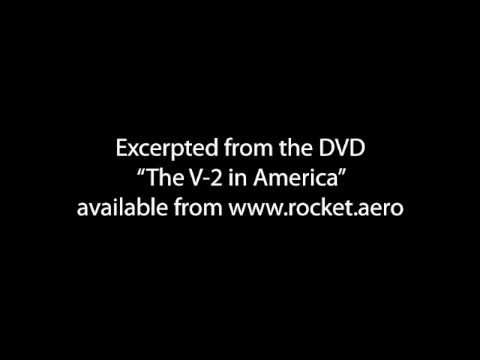 Excerpted from the DVD
“The V-2 in America”
available from www.rocket.aero